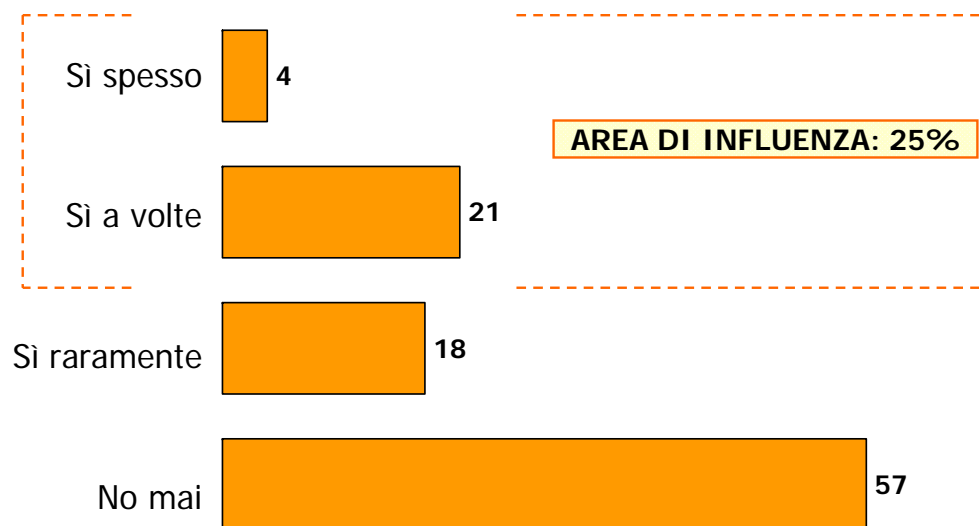 Sì spesso 4
AREA DI INFLUENZA: 25%
Sì a volte 21
Sì raramente 18
No mai 57